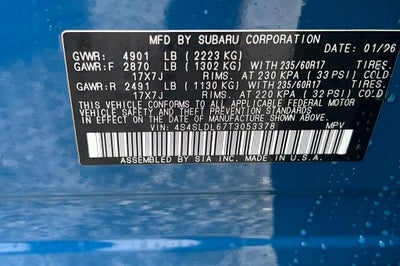 MFD. BY SUBARU CORPORATION DATE: 01/96
GVWR: 4901 LB (2223 KG)
GAWR:F 2870 LB (1302 KG) WITH 235/60R17 TIRES.
17X7J RIMS. AT 230 KPA (33 PSI) COLD
GAWR:R 2491 LB (1130 KG) WITH 235/60R17 TIRES.
17X7J RIMS. AT 220 KPA (32 PSI) COLD
THIS VEHICLE CONFORMS TO ALL APPLICABLE FEDERAL MOTOR
VEHICLE SAFETY AND THEFT PREVENTION STANDARDS IN
EFFECT ON THE DATE OF MANUFACTURE SHOWN ABOVE.
VIN: 4S4SLDL67T3053378 MPV
ASSEMBLED BY SIA INC. IN U.S.A.